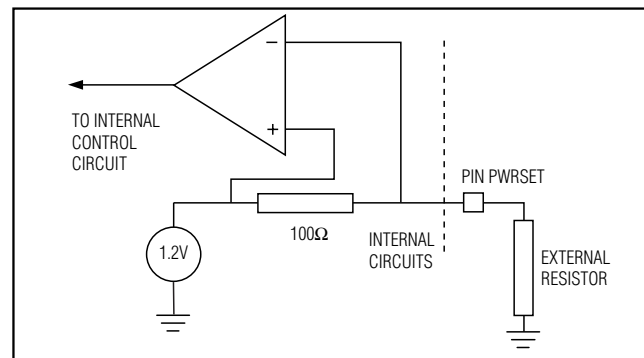 −
+
TO INTERNAL
CONTROL
CIRCUIT
PIN PWRSET
100Ω
INTERNAL
CIRCUITS
1.2V
EXTERNAL
RESISTOR